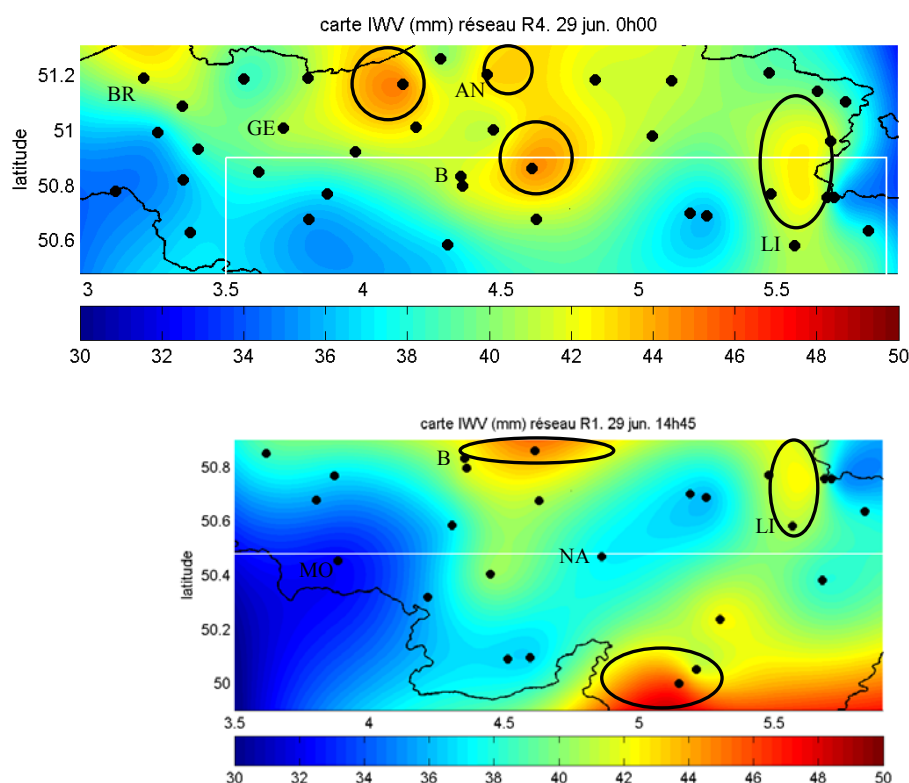 carte IWV (mm) réseau R4. 29 jun. 0h00
latitude
51.2
51
50.8
50.6
BR
GE
AN
B
LI
3 3.5 4 4.5 5 5.5
30 32 34 36 38 40 42 44 46 48 50
carte IWV (mm) réseau R1. 29 jun. 14h45
latitude
50.8
50.6
50.4
50.2
50
B
LI
NA
MO
3.5 4 4.5 5 5.5
30 32 34 36 38 40 42 44 46 48 50